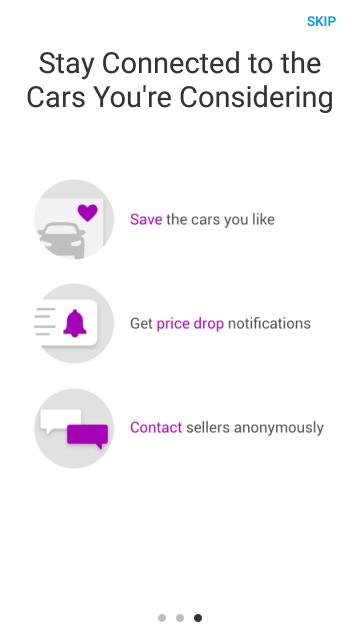 SKIP
Stay Connected to the
Cars You're Considering
Save the cars you like
Get price drop notifications
Contact sellers anonymously